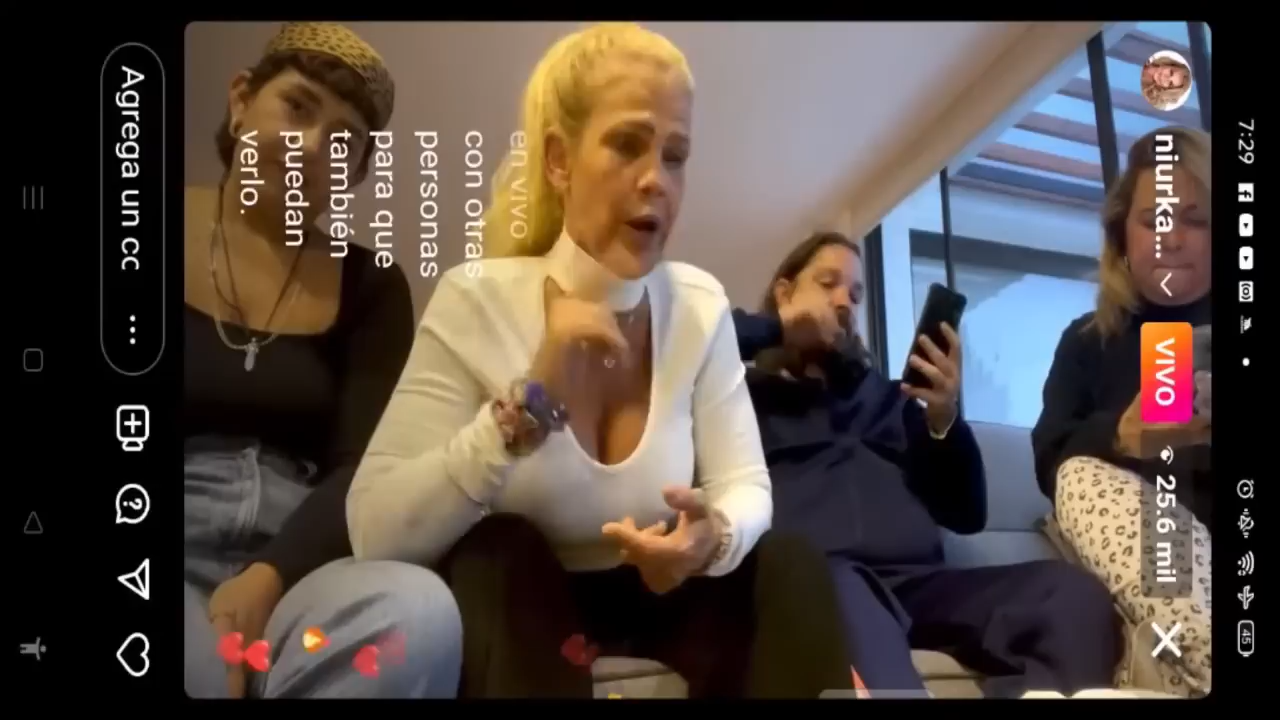 7:29
niurka...
VIVO
25.6 mil
45
en vivo
con otras
personas
para que
también
puedan
verlo.
Agrega un cc